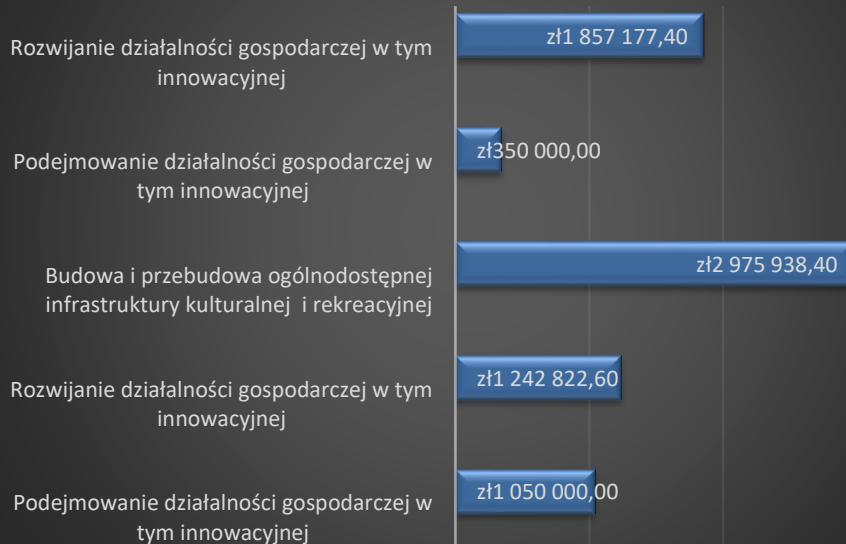 Rozwijanie działalności gospodarczej w tym
innowacyjnej
zł1 857 177,40
Podejmowanie działalności gospodarczej w
tym innowacyjnej
zł350 000,00
Budowa i przebudowa ogólnodostępnej
infrastruktury kulturalnej i rekreacyjnej
zł2 975 938,40
Rozwijanie działalności gospodarczej w tym
innowacyjnej
zł1 242 822,60
Podejmowanie działalności gospodarczej w
tym innowacyjnej
zł1 050 000,00